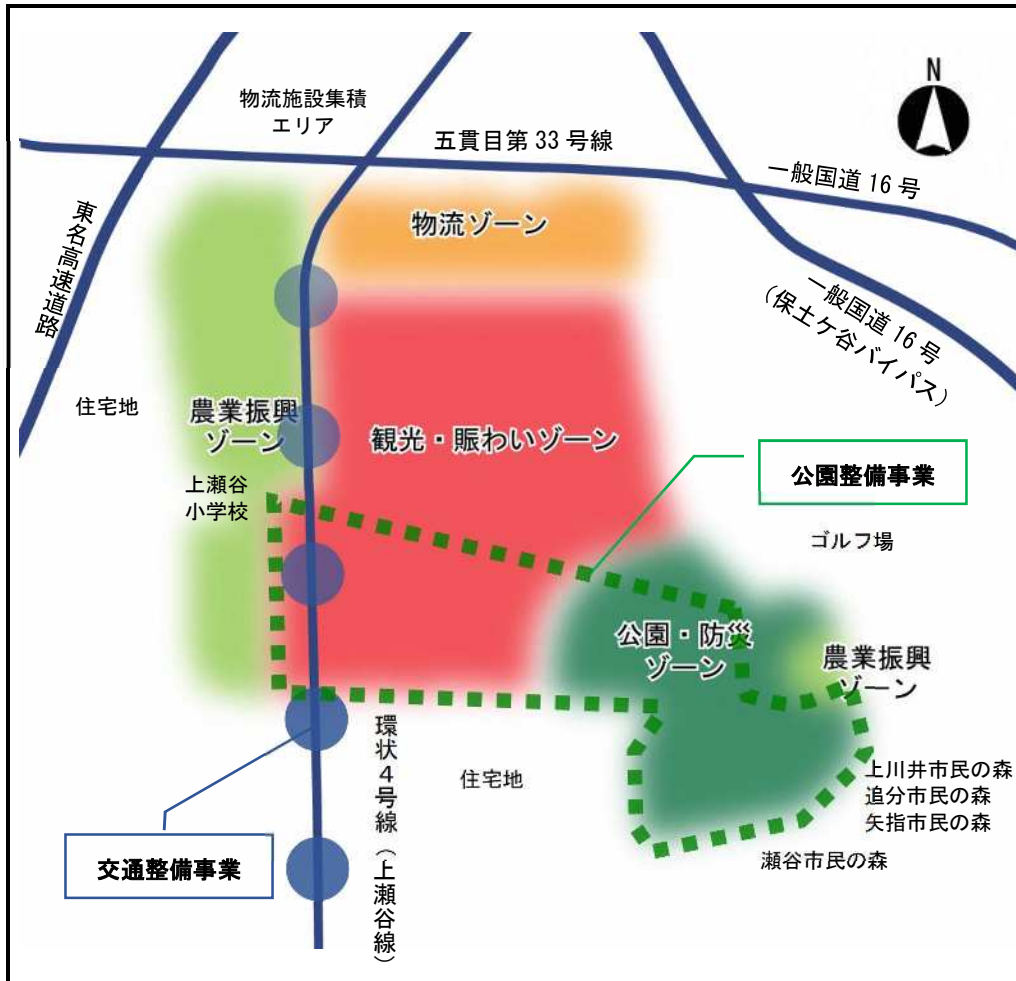 N
物流施設集積
エリア
五貫目第33号線
一般国道16号
物流ゾーン
東名高速道路
一般国道16号
（保土ケ谷バイパス）
住宅地
農業振興
ゾーン
観光・賑わいゾーン
公園整備事業
上瀬谷
小学校
ゴルフ場
公園・防災
ゾーン
農業振興
ゾーン
環状4号線（上瀬谷線）
住宅地
上川井市民の森
追分市民の森
矢指市民の森
瀬谷市民の森
交通整備事業